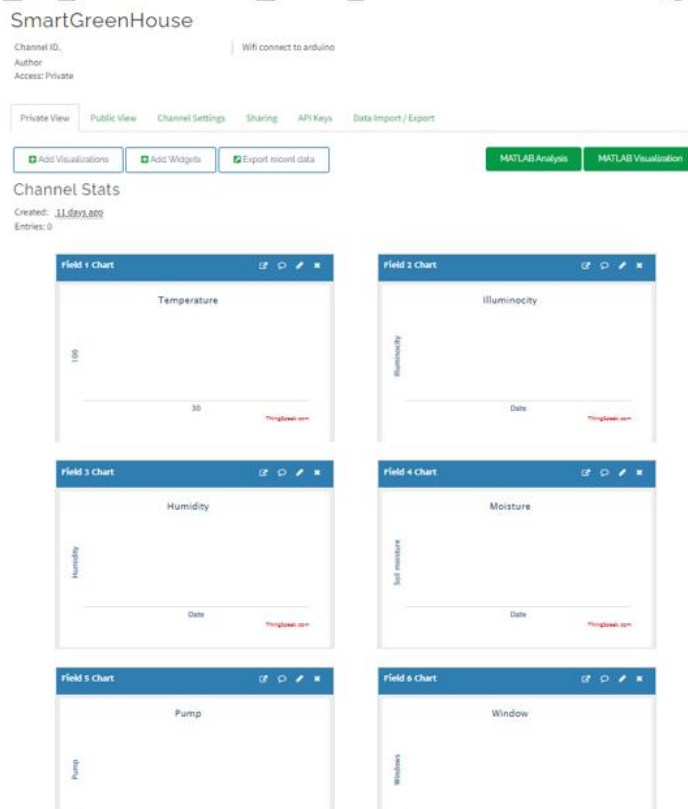 SmartGreenHouse
Channel ID.
Wifi connect to arduino
Author
Access: Private
Private View Public View Channel Settings Sharing API Keys Data Import / Export
Add Visualizations Add Widgets Export recent data MATLAB Analysis MATLAB Visualization
Channel Stats
Created: 11 days ago
Entries: 0
Field 1 Chart
Temperature
100
30
ThingSpeak.com
Field 2 Chart
Illuminocity
Illuminocity
Date
ThingSpeak.com
Field 3 Chart
Humidity
Humidity
Date
ThingSpeak.com
Field 4 Chart
Moisture
Soil moisture
Date
ThingSpeak.com
Field 5 Chart
Pump
Pump
Field 6 Chart
Window
Windows